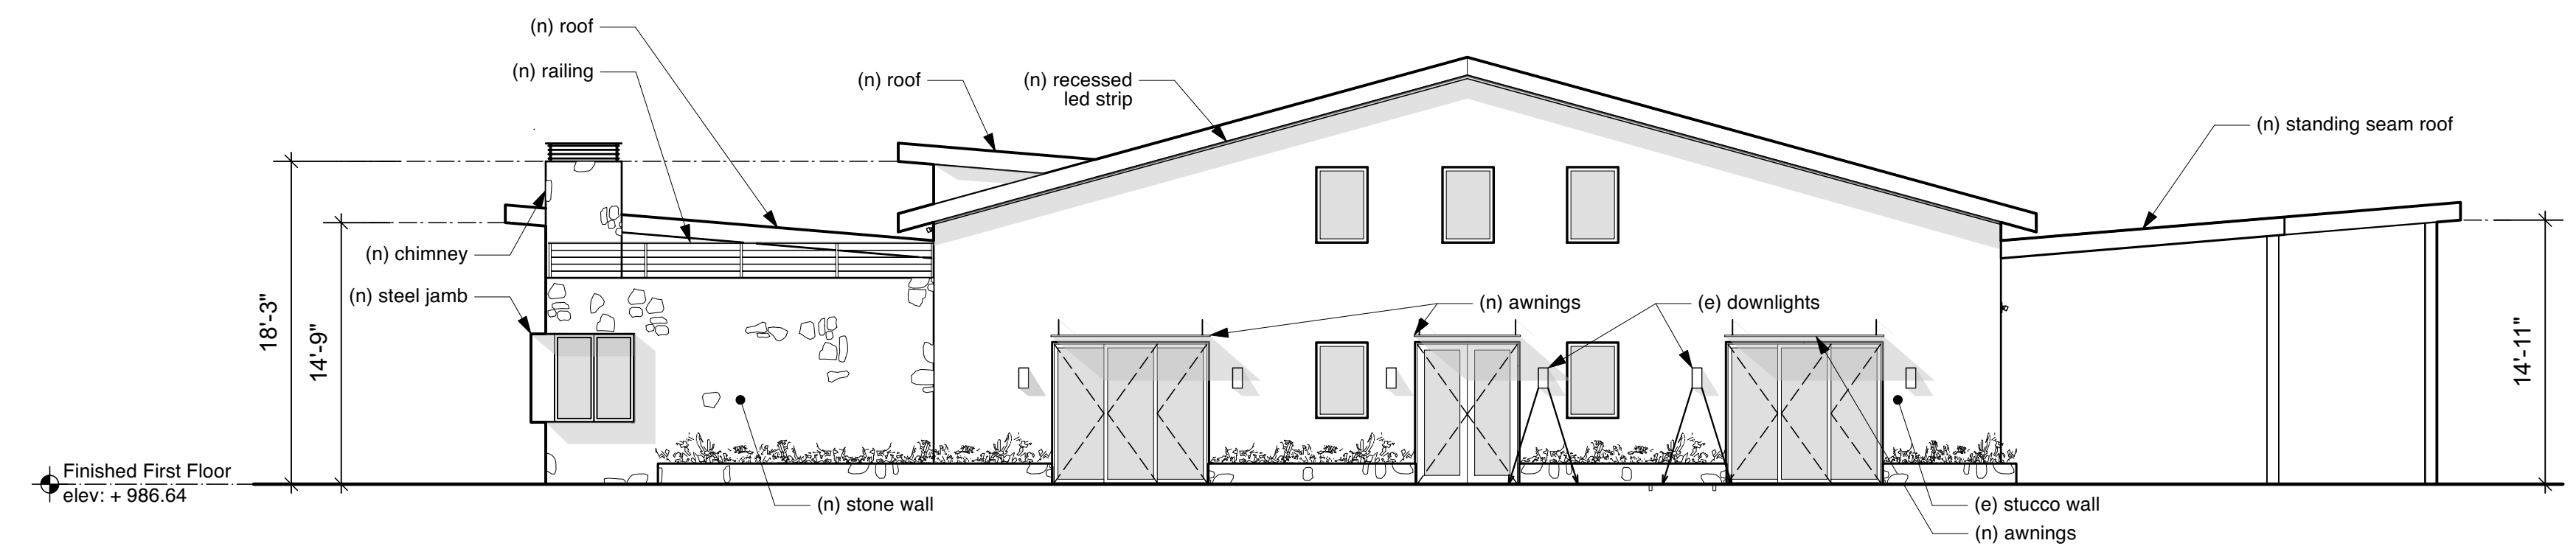 (n) roof
(n) railing
(n) roof
(n) recessed
led strip
(n) standing seam roof
(n) chimney
(n) steel jamb
18'-3"
14'-9"
(n) awnings
(e) downlights
14'-11"
Finished First Floor
elev: + 986.64
(n) stone wall
(e) stucco wall
(n) awnings